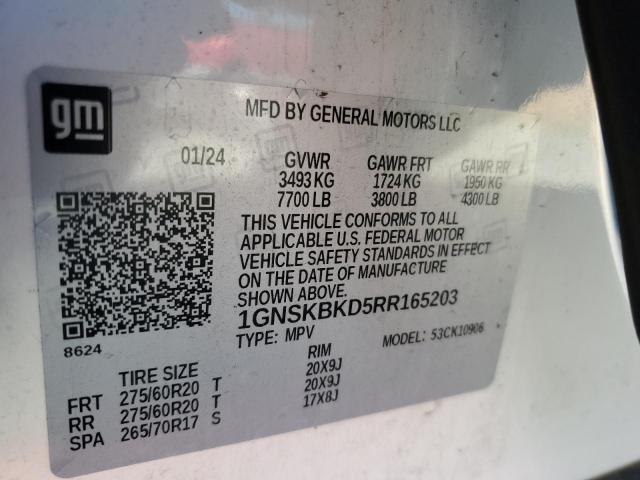 gm
MFD BY GENERAL MOTORS LLC
01/24 GVWR GAWR FRT GAWR RR
3493 KG 1724 KG 1950 KG
7700 LB 3800 LB 4300 LB
THIS VEHICLE CONFORMS TO ALL
APPLICABLE U.S. FEDERAL MOTOR
VEHICLE SAFETY STANDARDS IN EFFECT
ON THE DATE OF MANUFACTURE
SHOWN ABOVE.
1GNSKBKD5RR165203
8624 TYPE: MPV MODEL: 53CK10906
TIRE SIZE RIM
FRT 275/60R20 T 20X9J
RR 275/60R20 T 20X9J
SPA 265/70R17 S 17X8J